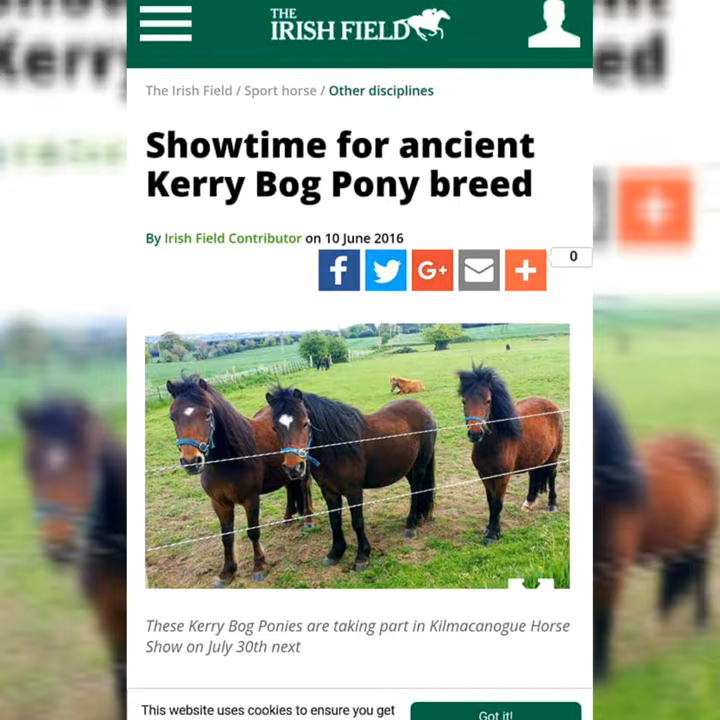 THE
IRISH FIELD
The Irish Field / Sport horse / Other disciplines
Showtime for ancient
Kerry Bog Pony breed
By Irish Field Contributor on 10 June 2016
f G+ + 0
These Kerry Bog Ponies are taking part in Kilmacanogue Horse
Show on July 30th next
This website uses cookies to ensure you get
Got it!